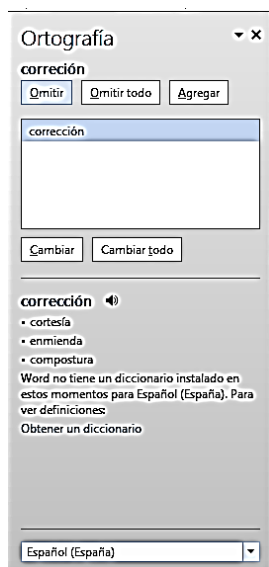 Ortografía
correción
Omitir Omitir todo Agregar
corrección
Cambiar Cambiar todo
corrección
▪ cortesía
▪ enmienda
▪ compostura
Word no tiene un diccionario instalado en
estos momentos para Español (España). Para
ver definiciones:
Obtener un diccionario
Español (España)